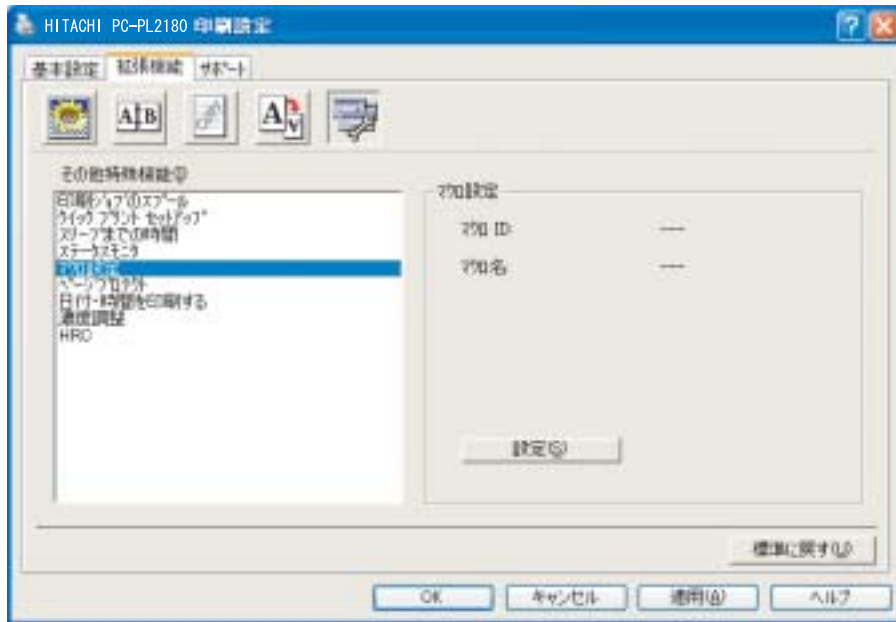 HITACHI PC-PL2180 印刷設定
基本設定 拡張機能 サポート
A B
A
その他特殊機能
印刷ジョブのスプール
クイック プリント セットアップ
スリープまでの時間
ステータスモニタ
マクロ設定
ページプロテクト
日付・時間を印刷する
濃度調整
HRC
マクロ設定
マクロ ID: ---
マクロ名: ---
設定(S)
標準に戻す(U)
OK キャンセル 適用(A) ヘルプ